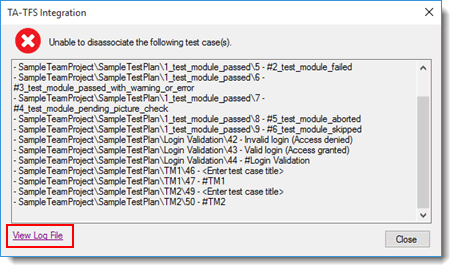 TA-TFS Integration
Unable to disassociate the following test case(s).
- SampleTeamProject\SampleTestPlan\1_test_module_passed\5 - #2_test_module_failed
- SampleTeamProject\SampleTestPlan\1_test_module_passed\6 -
#3_test_module_passed_with_warning_or_error
- SampleTeamProject\SampleTestPlan\1_test_module_passed\7 -
#4_test_module_pending_picture_check
- SampleTeamProject\SampleTestPlan\1_test_module_passed\8 - #5_test_module_aborted
- SampleTeamProject\SampleTestPlan\1_test_module_passed\9 - #6_test_module_skipped
- SampleTeamProject\SampleTestPlan\Login Validation\42 - Invalid login (Access denied)
- SampleTeamProject\SampleTestPlan\Login Validation\43 - Valid login (Access granted)
- SampleTeamProject\SampleTestPlan\Login Validation\44 - #Login Validation
- SampleTeamProject\SampleTestPlan\TM1\46 - <Enter test case title>
- SampleTeamProject\SampleTestPlan\TM1\47 - #TM1
- SampleTeamProject\SampleTestPlan\TM2\49 - <Enter test case title>
- SampleTeamProject\SampleTestPlan\TM2\50 - #TM2
View Log File
Close